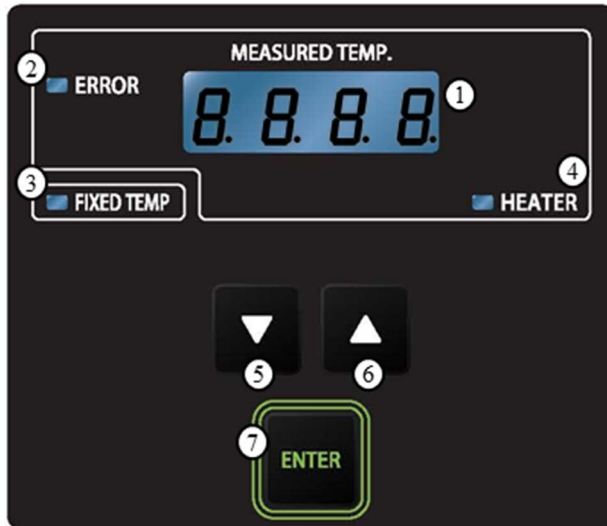 MEASURED TEMP.
2
ERROR
8.8.8.8.
1
3
FIXED TEMP
4
HEATER
5
6
7
ENTER